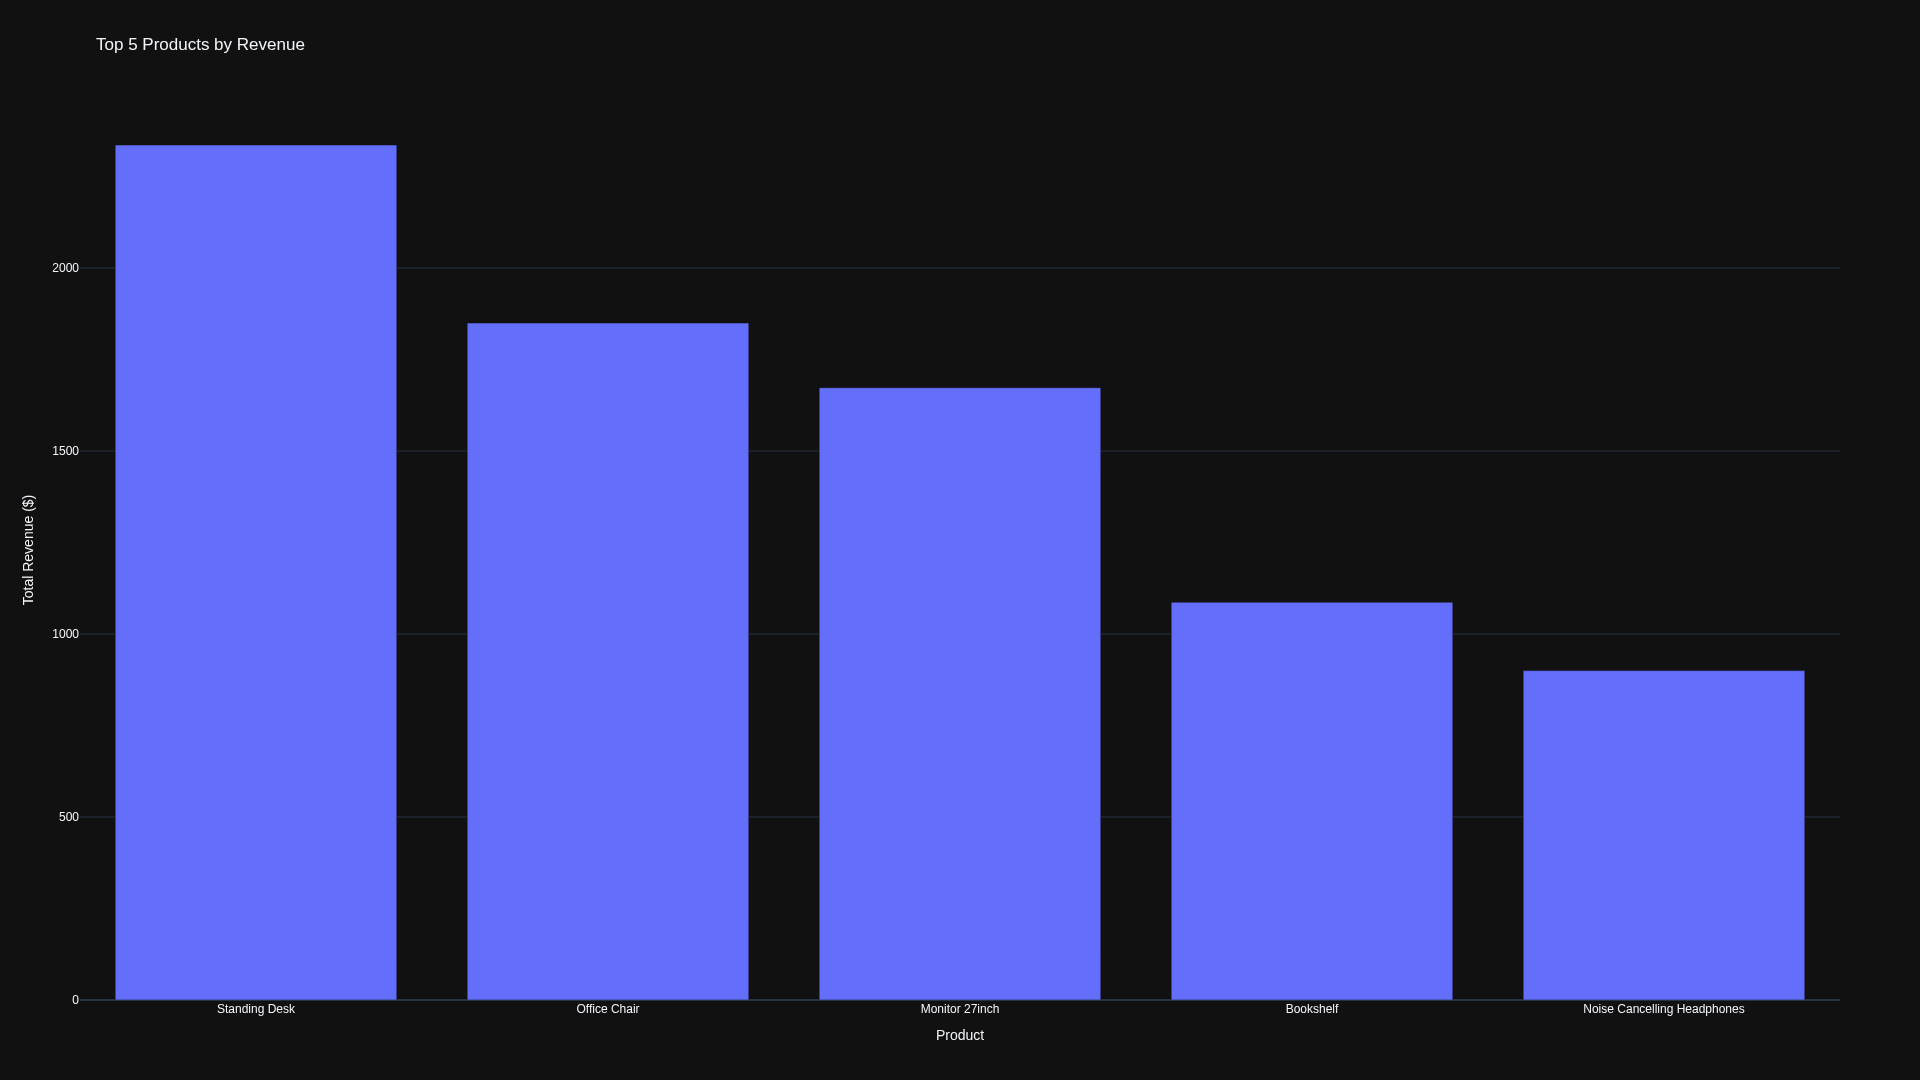 Top 5 Products by Revenue
2000
1500
1000
500
0
Total Revenue ($)
Standing Desk
Office Chair
Monitor 27inch
Bookshelf
Noise Cancelling Headphones
Product